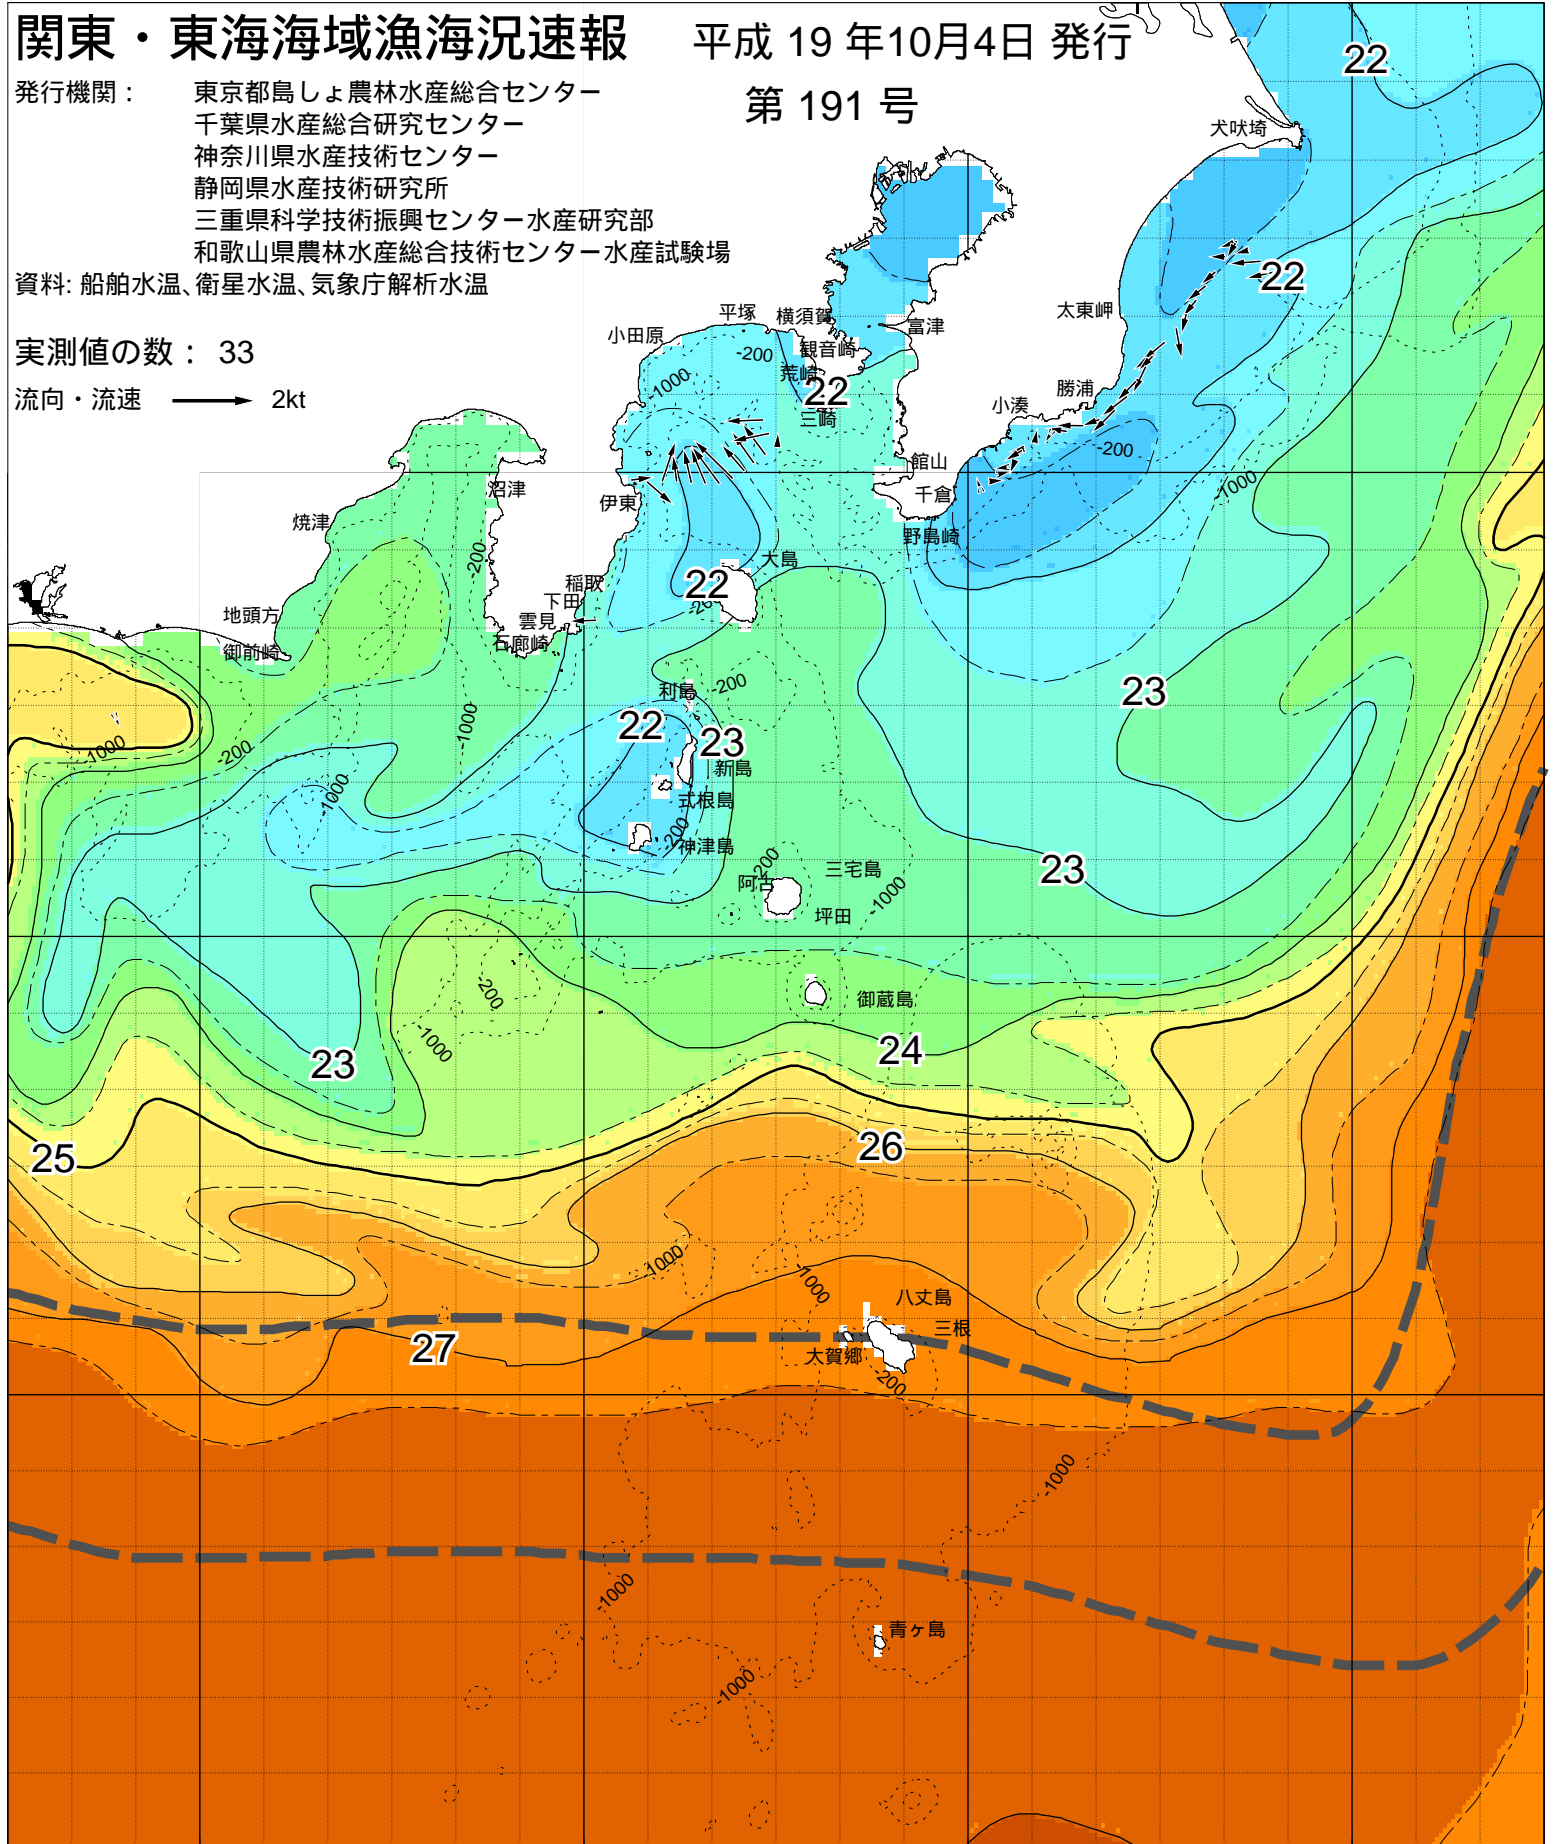 関東・東海海域漁海況速報
平成 19 年10月4日 発行
第 191 号
発行機関 : 東京都島しょ農林水産総合センター
千葉県水産総合研究センター
神奈川県水産技術センター
静岡県水産技術研究所
三重県科学技術振興センター水産研究部
和歌山県農林水産総合技術センター水産試験場
資料: 船舶水温、衛星水温、気象庁解析水温
実測値の数 : 33
流向・流速 2kt
22
犬吠埼
22
太東岬
平塚
横須賀
小田原
富津
観音崎
-200
荒崎
-1000
22
三崎
勝浦
小湊
-200
館山
-1000
千倉
野島崎
沼津
伊東
焼津
-200
大島
22
-200
稲取
下田
雲見
石廊崎
地頭方
御前崎
利島
-200
23
22
23
新島
-1000
-200
-1000
-1000
式根島
神津島
-200
-200
阿古
三宅島
-1000
坪田
23
-200
御蔵島
-1000
24
23
25
26
-1000
-1000
八丈島
三根
大賀郷
27
-200
-1000
-1000
青ヶ島
-1000